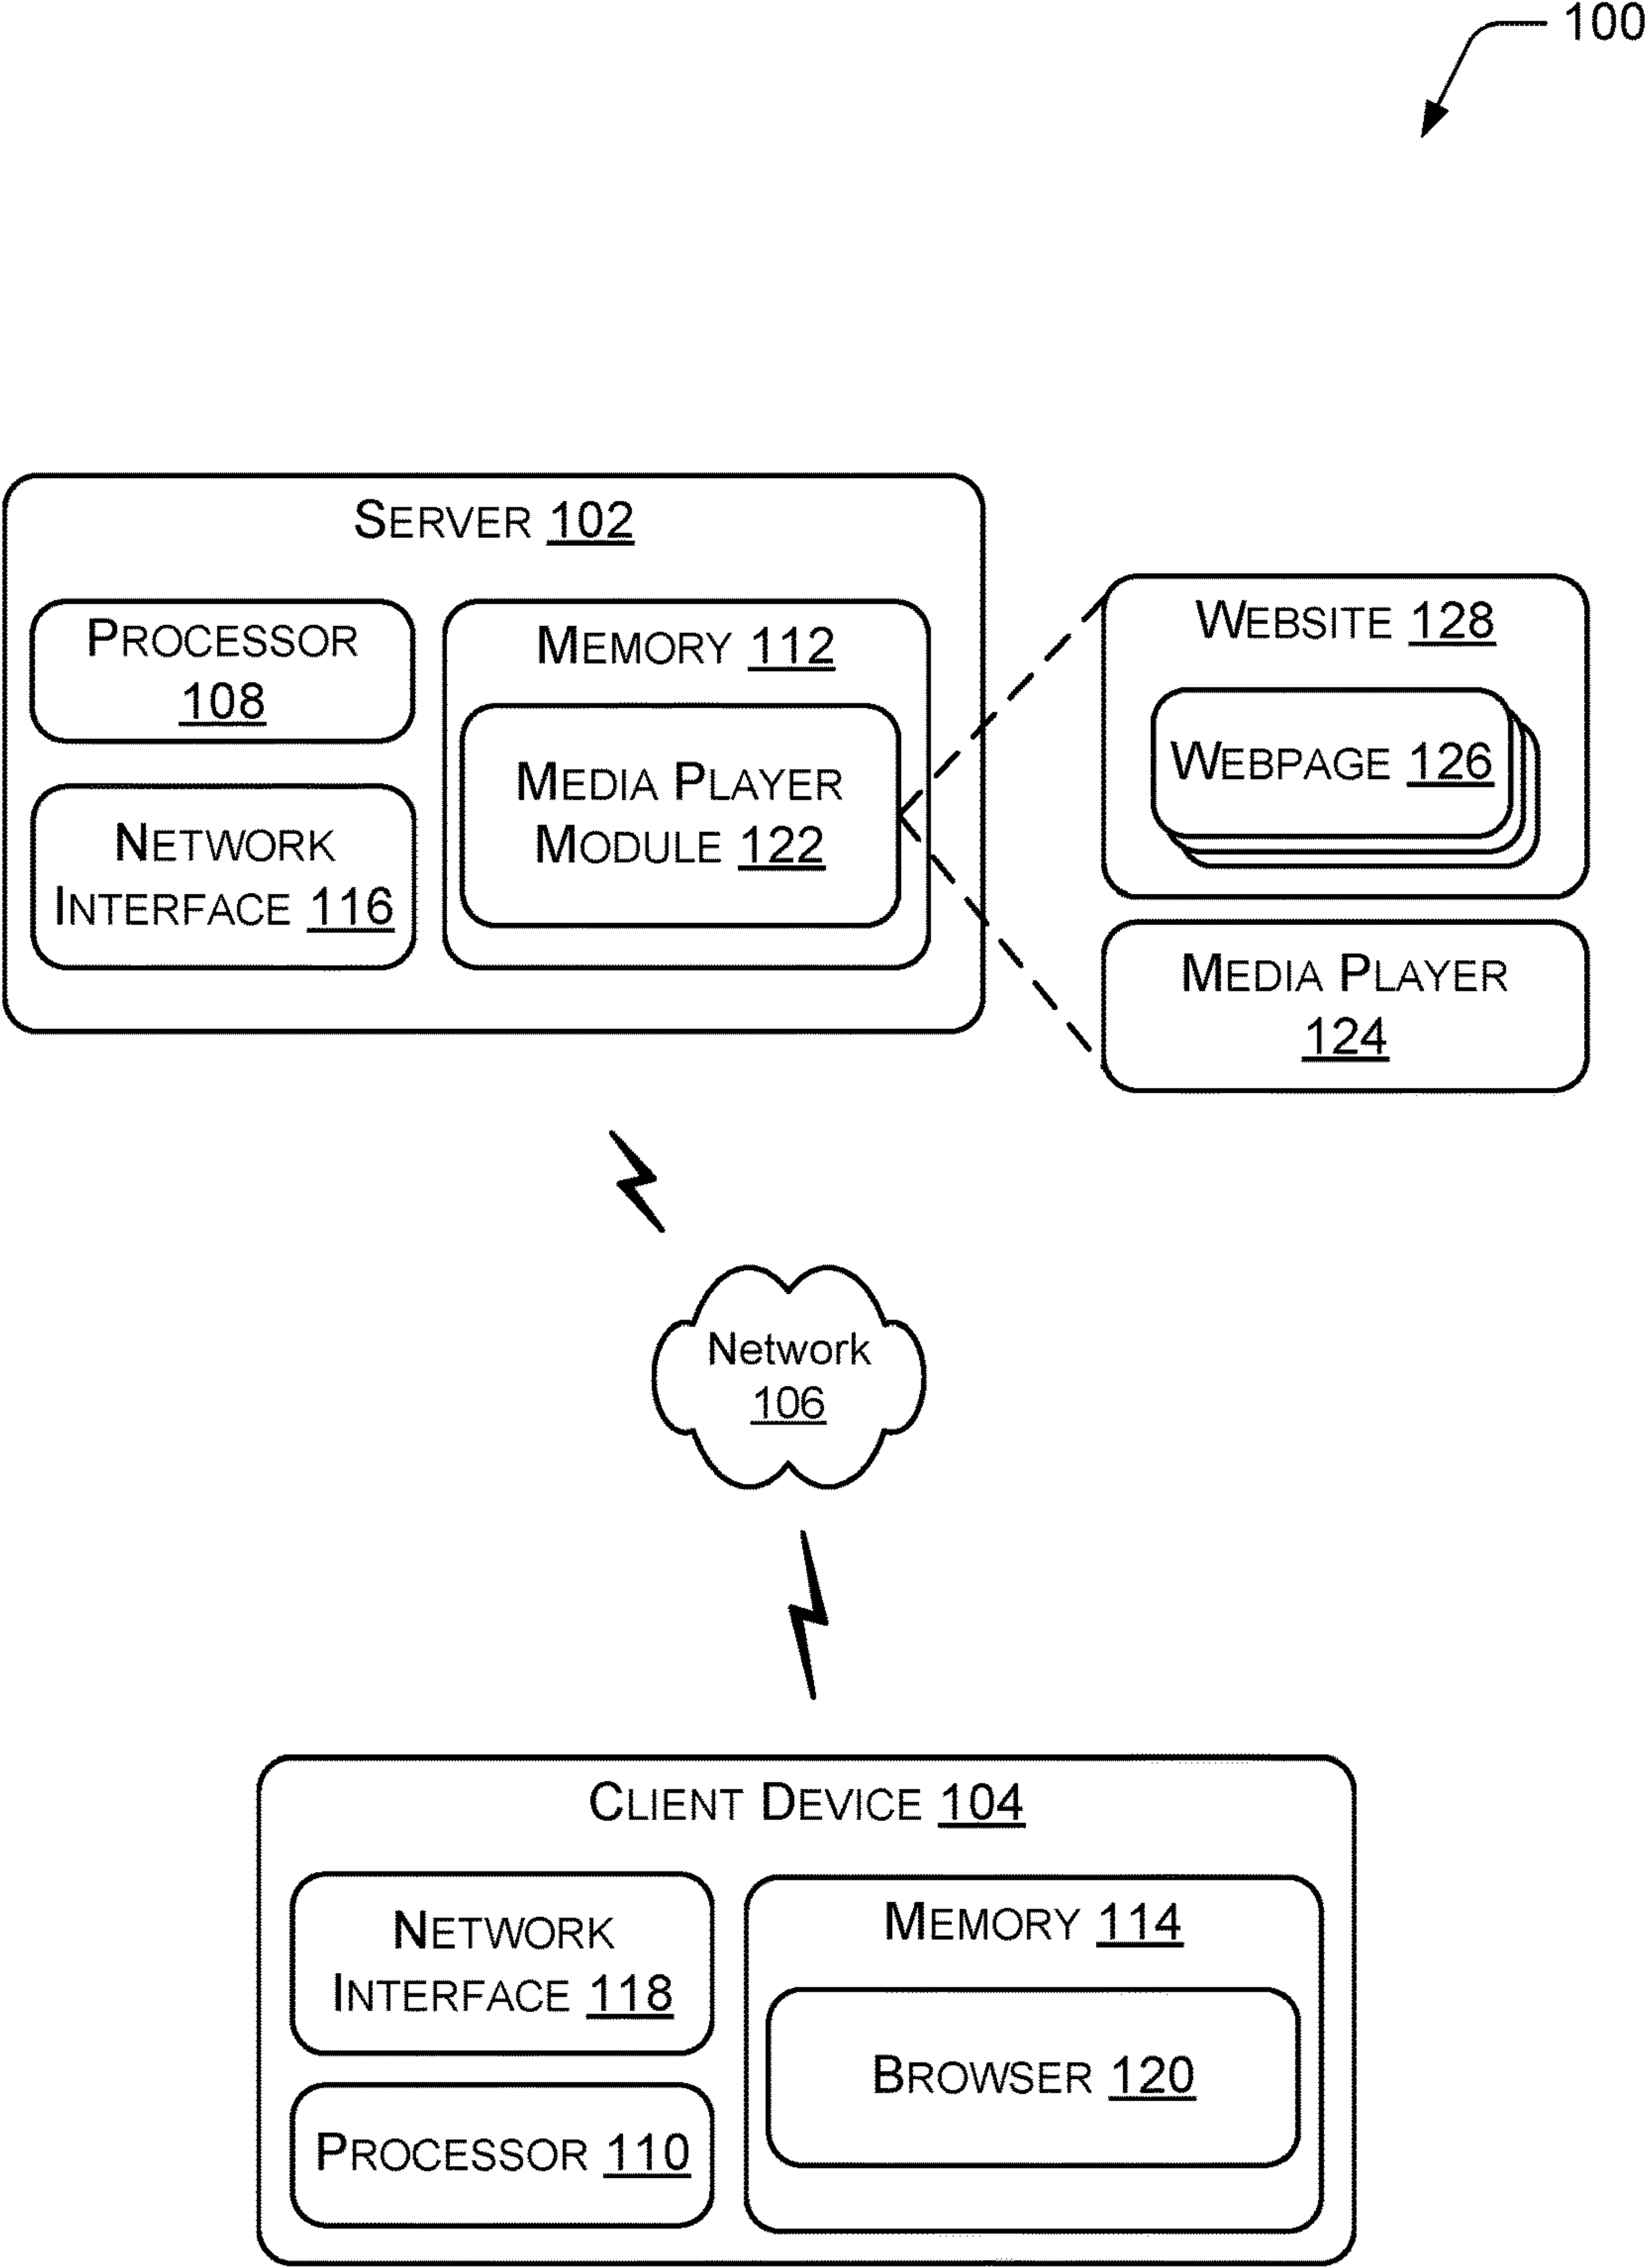 100
SERVER 102
PROCESSOR
108
MEMORY 112
NETWORK
INTERFACE 116
MEDIA PLAYER
MODULE 122
WEBSITE 128
WEBPAGE 126
MEDIA PLAYER
124
Network
106
CLIENT DEVICE 104
NETWORK
INTERFACE 118
PROCESSOR 110
MEMORY 114
BROWSER 120